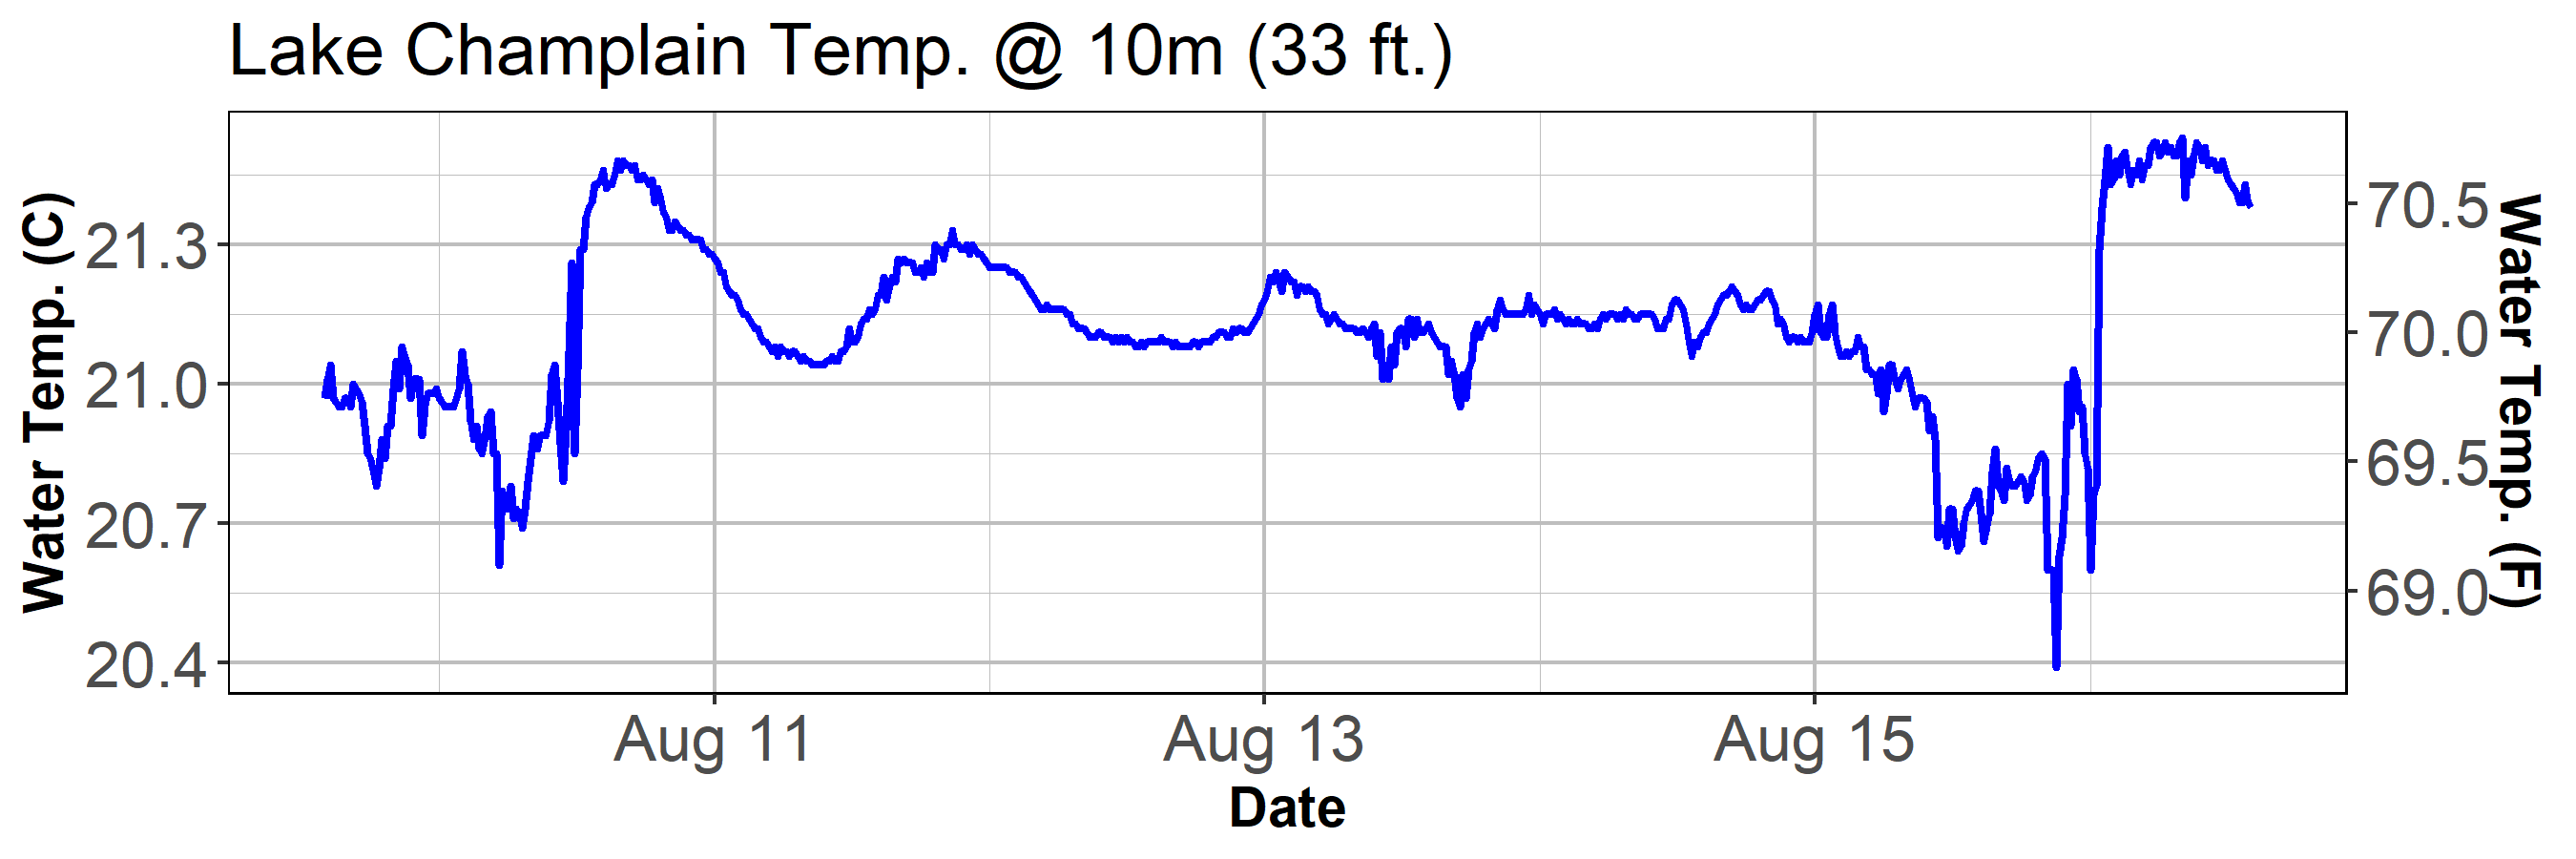 Lake Champlain Temp. @ 10m (33 ft.)
Water Temp. (C)
21.3
21.0
20.7
20.4
70.5
70.0
69.5
69.0
Water Temp. (F)
Aug 11 Aug 13 Aug 15
Date